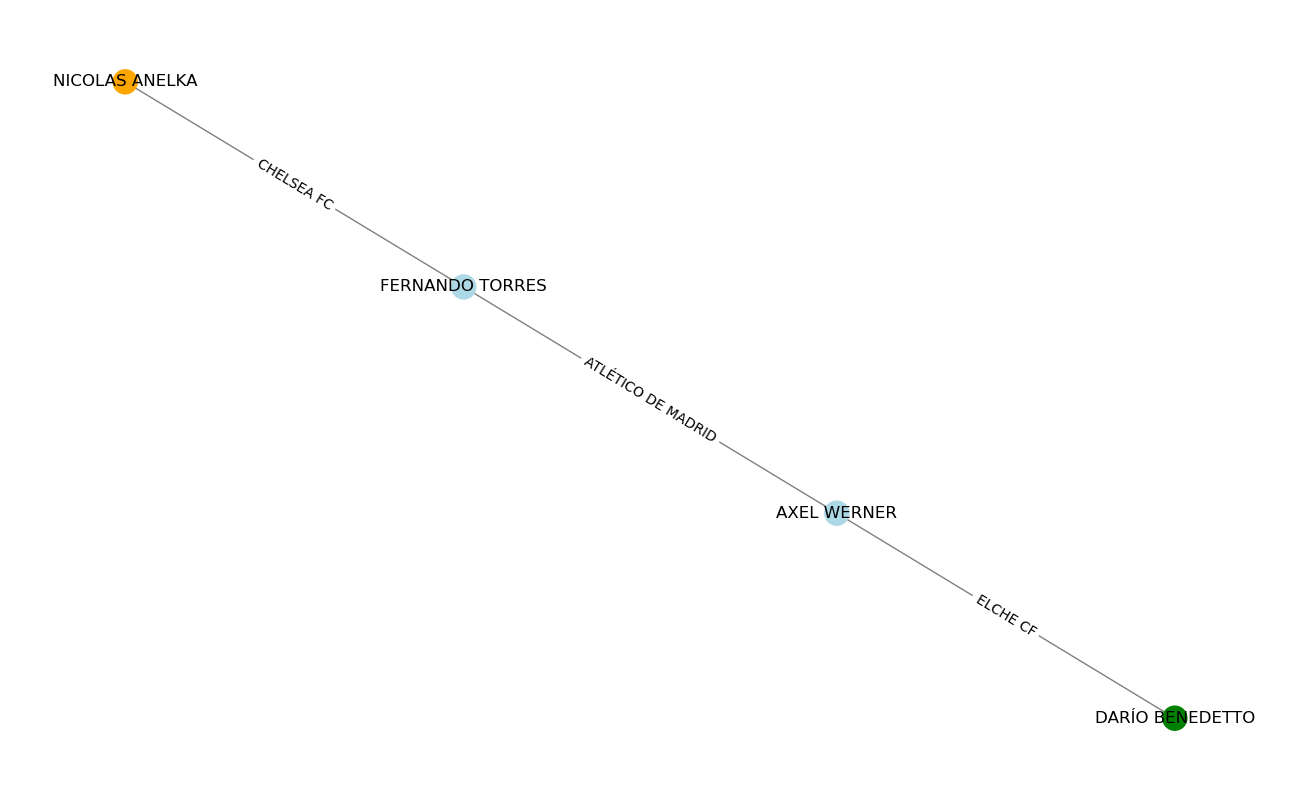 NICOLAS ANELKA
CHELSEA FC
FERNANDO TORRES
ATLÉTICO DE MADRID
AXEL WERNER
ELCHE CF
DARÍO BENEDETTO